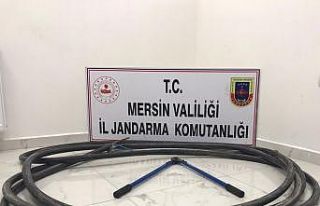 T.C.
MERSİN VALİLİĞİ
İL JANDARMA KOMUTANLIĞI